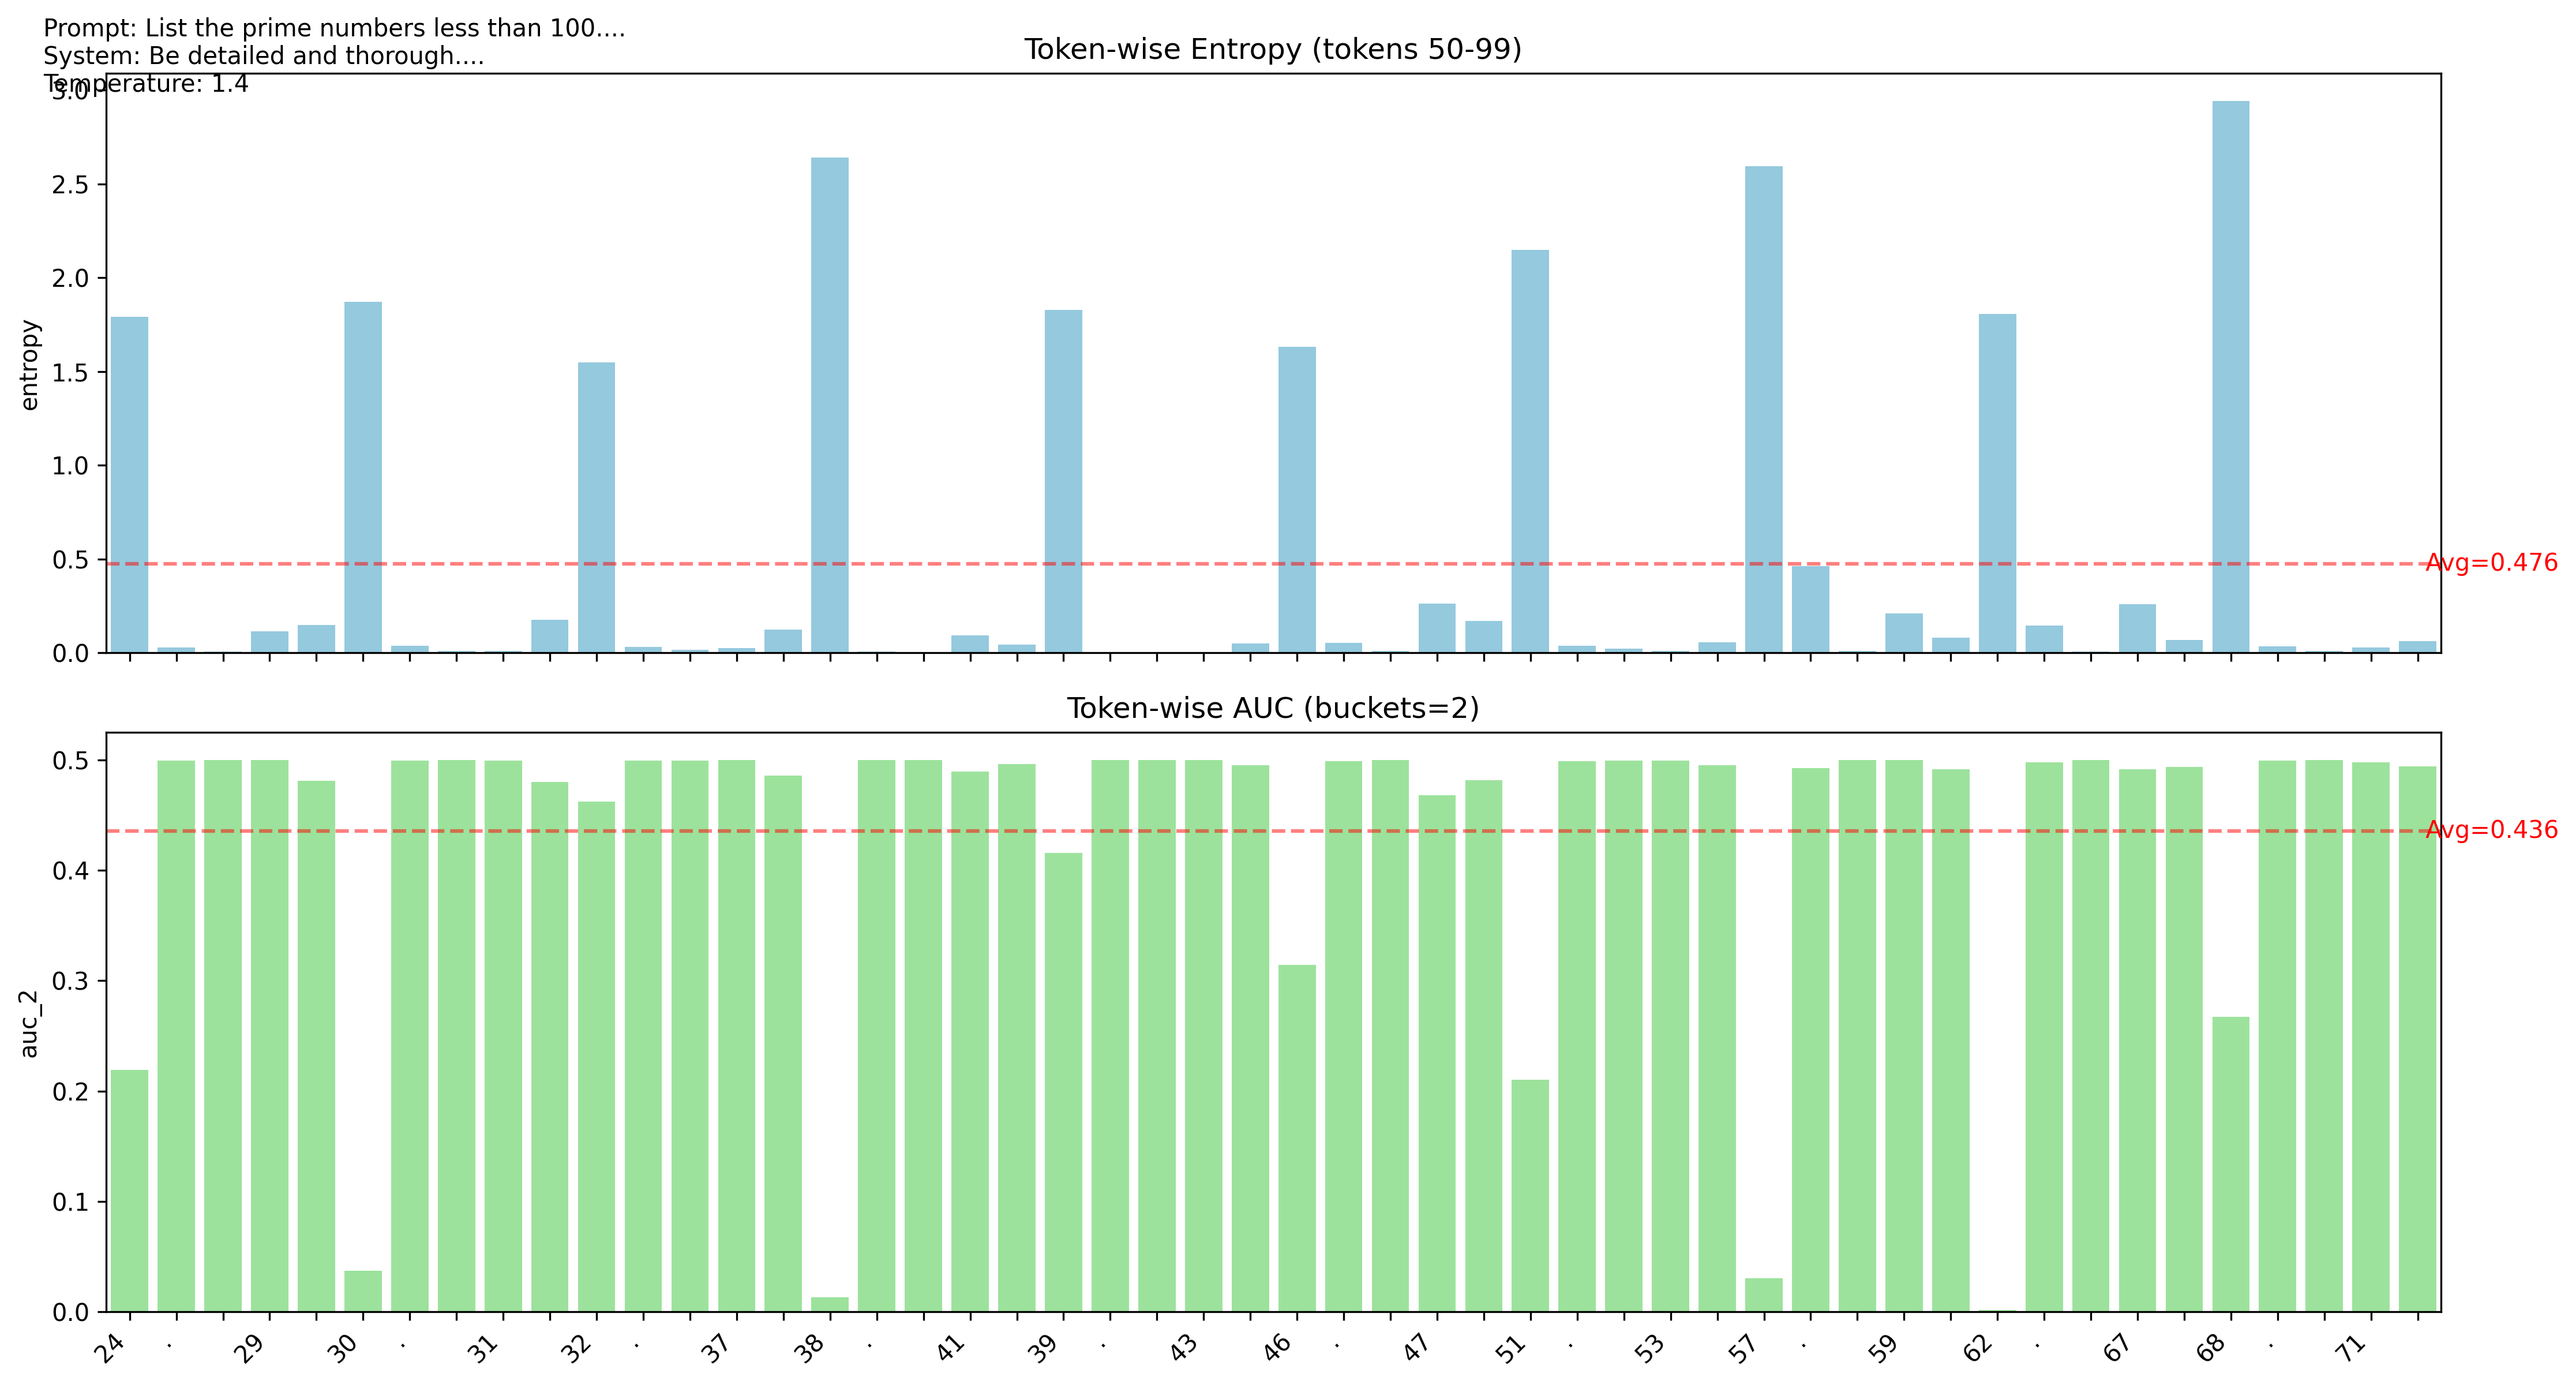 Prompt: List the prime numbers less than 100....
System: Be detailed and thorough....
Temperature: 1.4
Token-wise Entropy (tokens 50-99)
3.0
2.5
2.0
1.5
1.0
0.5
0.0
entropy
Avg=0.476
Token-wise AUC (buckets=2)
0.5
0.4
0.3
0.2
0.1
0.0
auc_2
Avg=0.436
24 . 29 30 . 31 32 . 37 38 . 41 39 . 43 46 . 47 51 . 53 57 . 59 62 . 67 68 . 71